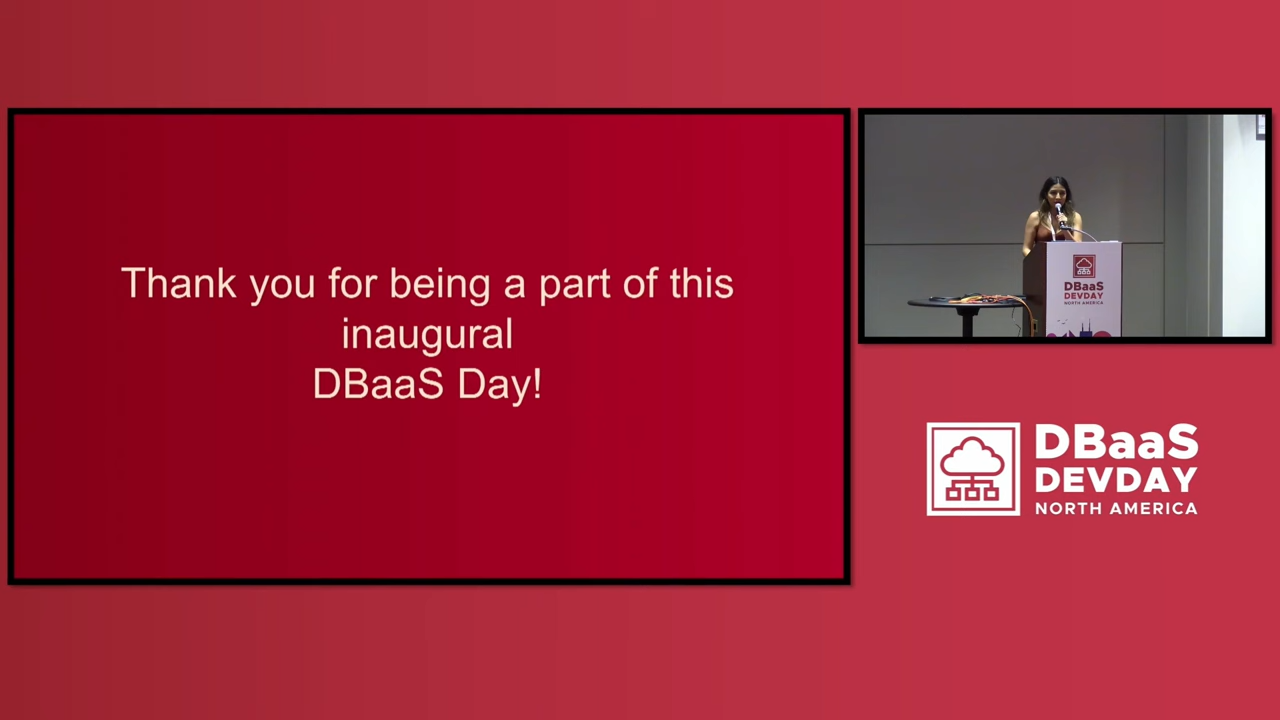 Thank you for being a part of this
inaugural
DBaaS Day!
DBaaS
DEVDAY
NORTH AMERICA
DBaaS
DEVDAY
NORTH AMERICA